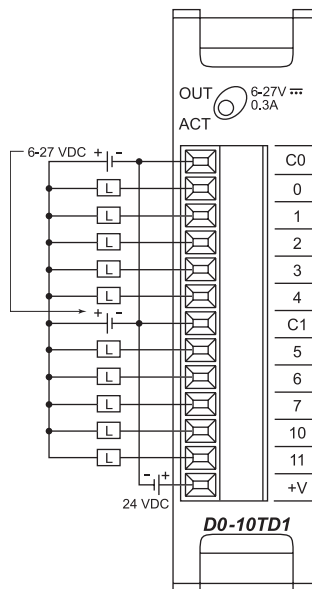 OUT
6-27V
0.3A
ACT
6-27 VDC
+ -
C0
L
0
L
1
L
2
L
3
L
4
+ -
C1
L
5
L
6
L
7
L
10
L
11
- +
+V
24 VDC
D0-10TD1